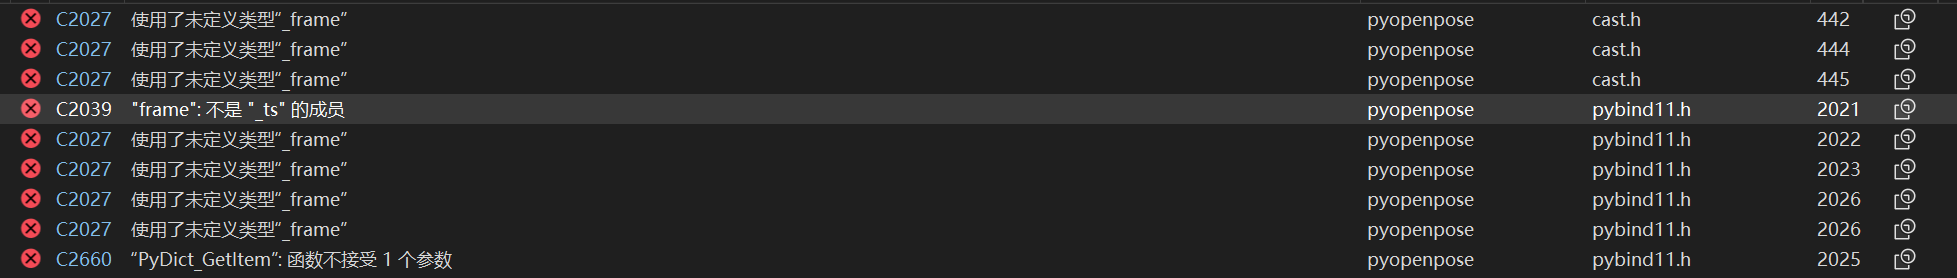 C2027 使用了未定义类型“_frame” pyopenpose cast.h 442
C2027 使用了未定义类型“_frame” pyopenpose cast.h 444
C2027 使用了未定义类型“_frame” pyopenpose cast.h 445
C2039 "frame": 不是 "_ts" 的成员 pyopenpose pybind11.h 2021
C2027 使用了未定义类型“_frame” pyopenpose pybind11.h 2022
C2027 使用了未定义类型“_frame” pyopenpose pybind11.h 2023
C2027 使用了未定义类型“_frame” pyopenpose pybind11.h 2026
C2027 使用了未定义类型“_frame” pyopenpose pybind11.h 2026
C2660 “PyDict_GetItem”: 函数不接受 1 个参数 pyopenpose pybind11.h 2025